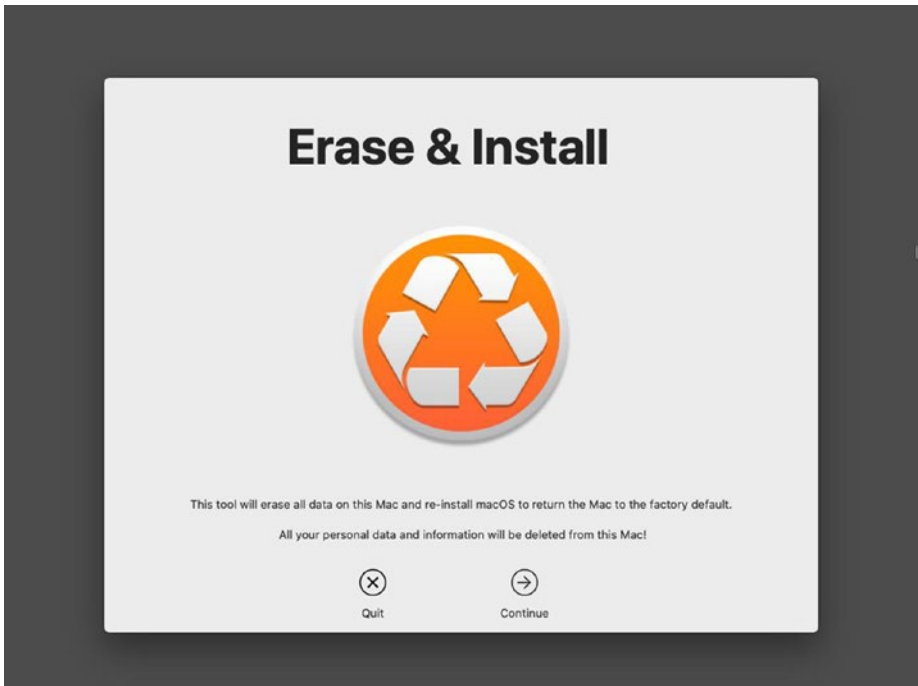 Erase & Install
This tool will erase all data on this Mac and re-install macOS to return the Mac to the factory default.
All your personal data and information will be deleted from this Mac!
Quit
Continue